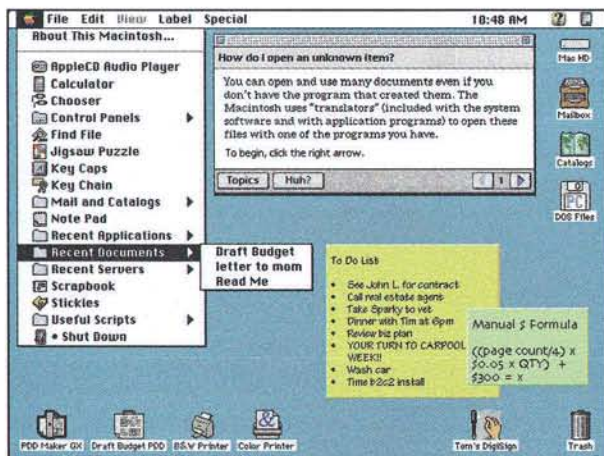 File Edit View Label Special 10:48 AM
About This Macintosh...
AppleCD Audio Player
Calculator
Chooser
Control Panels
Find File
Jigsaw Puzzle
Key Caps
Key Chain
Mail and Catalogs
Note Pad
Recent Applications
Recent Documents
Recent Servers
Scrapbook
Stickies
Useful Scripts
• Shut Down
Draft Budget
letter to mom
Read Me
How do I open an unknown item?
You can open and use many documents even if you
don't have the program that created them. The
Macintosh uses "translators" (included with the system
software and with application programs) to open these
files with one of the programs you have.
To begin, click the right arrow.
Topics Huh? 1
Mac HD
Mailbox
Catalogs
PC
DOS Files
To Do List
• See John L. for contract
• Call real estate agent
• Take Sparky to vet
• Dinner with Tim at 6pm
• Review biz plan
• YOUR TURN TO CARPOOL
WEEK!!
• Wash car
• Time b2c2 install
Manual $ Formula
((page count/4) x
$0.05 x QTY) +
$300 = x
PDD Maker GX
Draft Budget PDD
B&W Printer
&
Color Printer
Tom's DigiSign
Trash